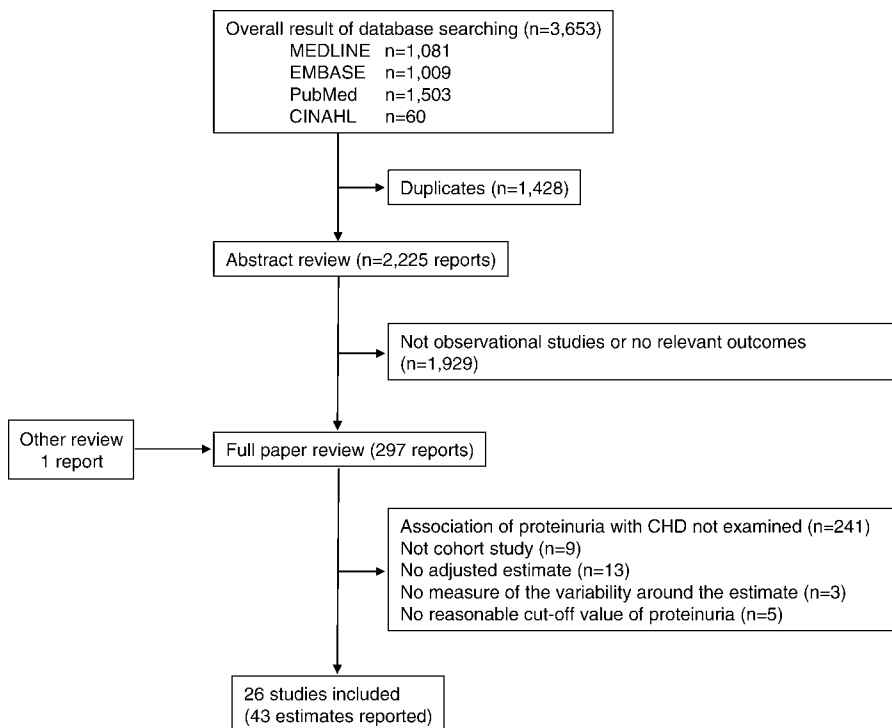 Overall result of database searching (n=3,653)
MEDLINE n=1,081
EMBASE n=1,009
PubMed n=1,503
CINAHL n=60
Duplicates (n=1,428)
Abstract review (n=2,225 reports)
Not observational studies or no relevant outcomes
(n=1,929)
Other review
1 report
Full paper review (297 reports)
Association of proteinuria with CHD not examined (n=241)
Not cohort study (n=9)
No adjusted estimate (n=13)
No measure of the variability around the estimate (n=3)
No reasonable cut-off value of proteinuria (n=5)
26 studies included
(43 estimates reported)